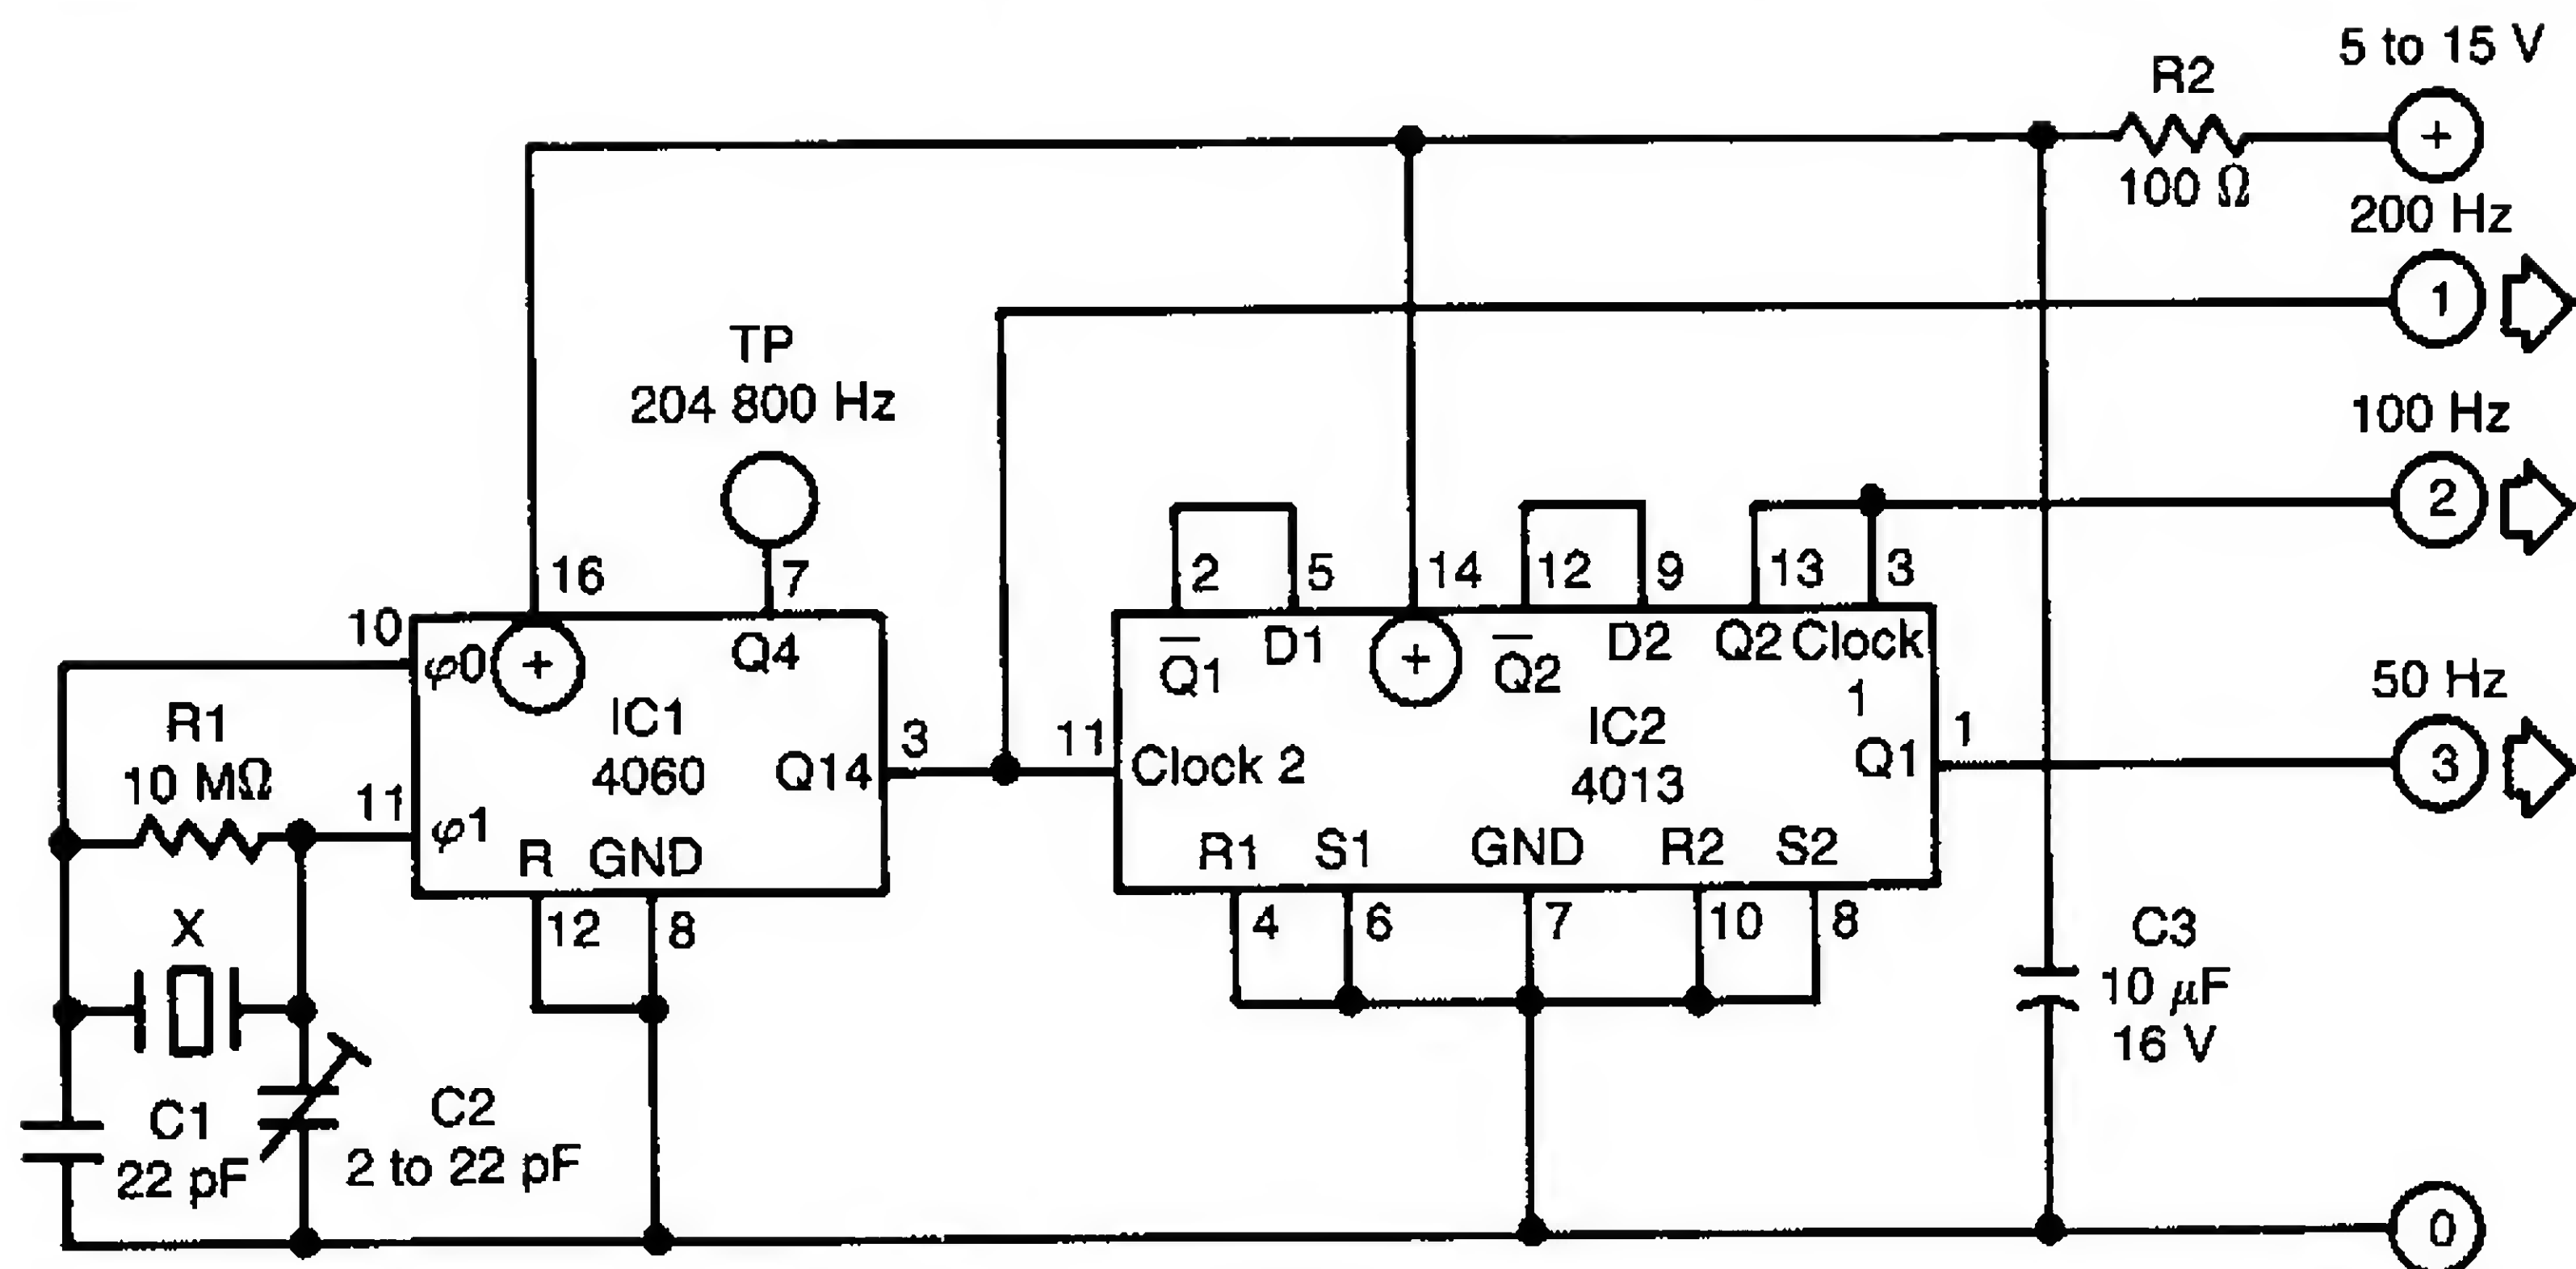 5 to 15 V
R2
+
100 Ω
200 Hz
1
TP
204 800 Hz
100 Hz
2
16
7
2
5
14
12
9
13
3
10
φ0
+
Q4
Q̅1
D1
+
Q̅2
D2
Q2
Clock
1
50 Hz
R1
10 MΩ
11
φ1
IC1
4060
Q14
3
11
Clock 2
IC2
4013
Q1
1
3
R
GND
R1
S1
GND
R2
S2
12
8
4
6
7
10
8
X
C3
10 µF
16 V
C1
22 pF
C2
2 to 22 pF
0